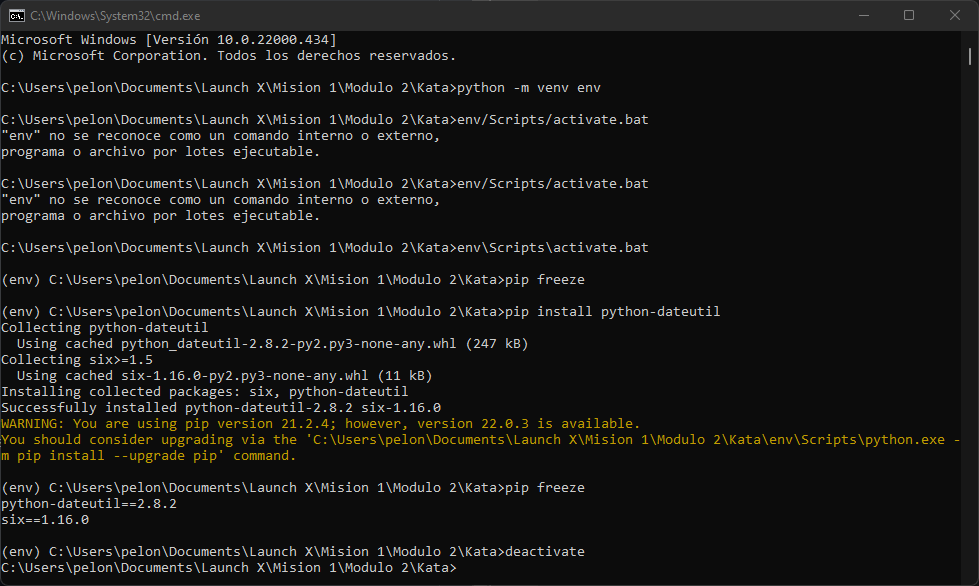 C:\Windows\System32\cmd.exe
Microsoft Windows [Versión 10.0.22000.434]
(c) Microsoft Corporation. Todos los derechos reservados.
C:\Users\pelon\Documents\Launch X\Mision 1\Modulo 2\Kata>python -m venv env
C:\Users\pelon\Documents\Launch X\Mision 1\Modulo 2\Kata>env/Scripts/activate.bat
"env" no se reconoce como un comando interno o externo,
programa o archivo por lotes ejecutable.
C:\Users\pelon\Documents\Launch X\Mision 1\Modulo 2\Kata>env/Scripts/activate.bat
"env" no se reconoce como un comando interno o externo,
programa o archivo por lotes ejecutable.
C:\Users\pelon\Documents\Launch X\Mision 1\Modulo 2\Kata>env\Scripts\activate.bat
(env) C:\Users\pelon\Documents\Launch X\Mision 1\Modulo 2\Kata>pip freeze
(env) C:\Users\pelon\Documents\Launch X\Mision 1\Modulo 2\Kata>pip install python-dateutil
Collecting python-dateutil
  Using cached python_dateutil-2.8.2-py2.py3-none-any.whl (247 kB)
Collecting six>=1.5
  Using cached six-1.16.0-py2.py3-none-any.whl (11 kB)
Installing collected packages: six, python-dateutil
Successfully installed python-dateutil-2.8.2 six-1.16.0
WARNING: You are using pip version 21.2.4; however, version 22.0.3 is available.
You should consider upgrading via the 'C:\Users\pelon\Documents\Launch X\Mision 1\Modulo 2\Kata\env\Scripts\python.exe -
m pip install --upgrade pip' command.
(env) C:\Users\pelon\Documents\Launch X\Mision 1\Modulo 2\Kata>pip freeze
python-dateutil==2.8.2
six==1.16.0
(env) C:\Users\pelon\Documents\Launch X\Mision 1\Modulo 2\Kata>deactivate
C:\Users\pelon\Documents\Launch X\Mision 1\Modulo 2\Kata>